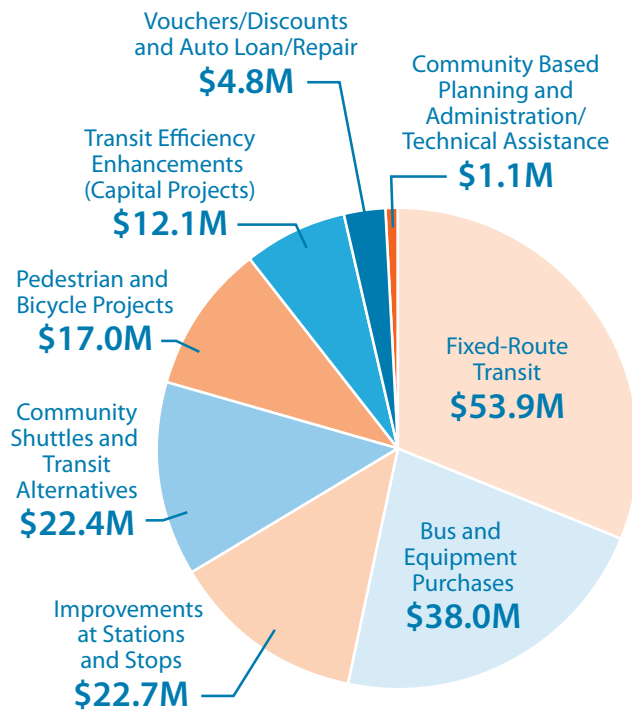 Vouchers/Discounts
and Auto Loan/Repair
$4.8M
Community Based
Planning and
Administration/
Technical Assistance
$1.1M
Transit Efficiency
Enhancements
(Capital Projects)
$12.1M
Pedestrian and
Bicycle Projects
$17.0M
Fixed-Route
Transit
$53.9M
Community
Shuttles and
Transit
Alternatives
$22.4M
Bus and
Equipment
Purchases
$38.0M
Improvements
at Stations
and Stops
$22.7M